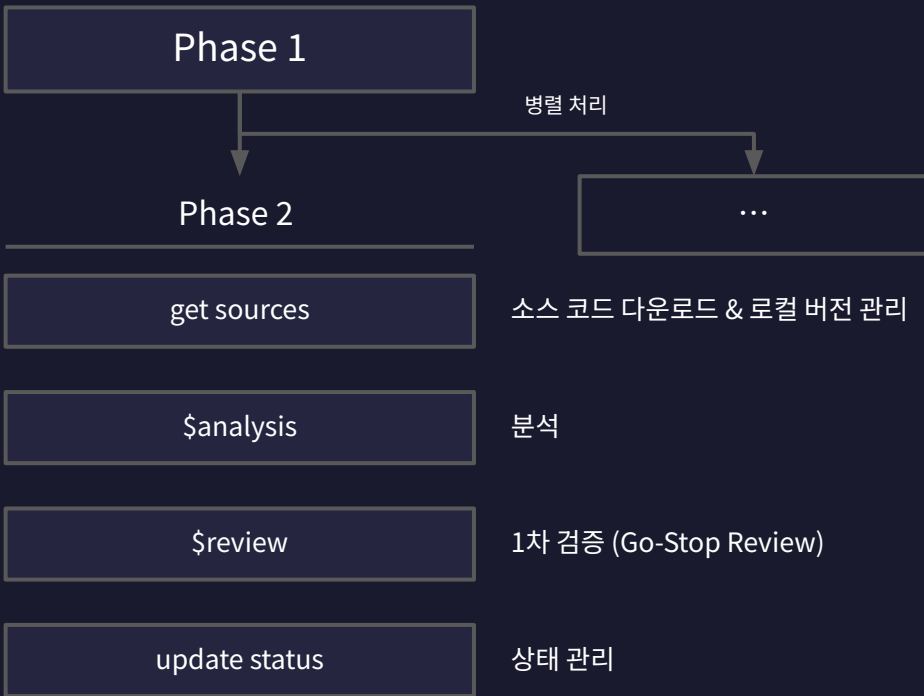 Phase 1
병렬 처리
Phase 2
…
get sources
소스 코드 다운로드 & 로컬 버전 관리
$analysis
분석
$review
1차 검증 (Go-Stop Review)
update status
상태 관리